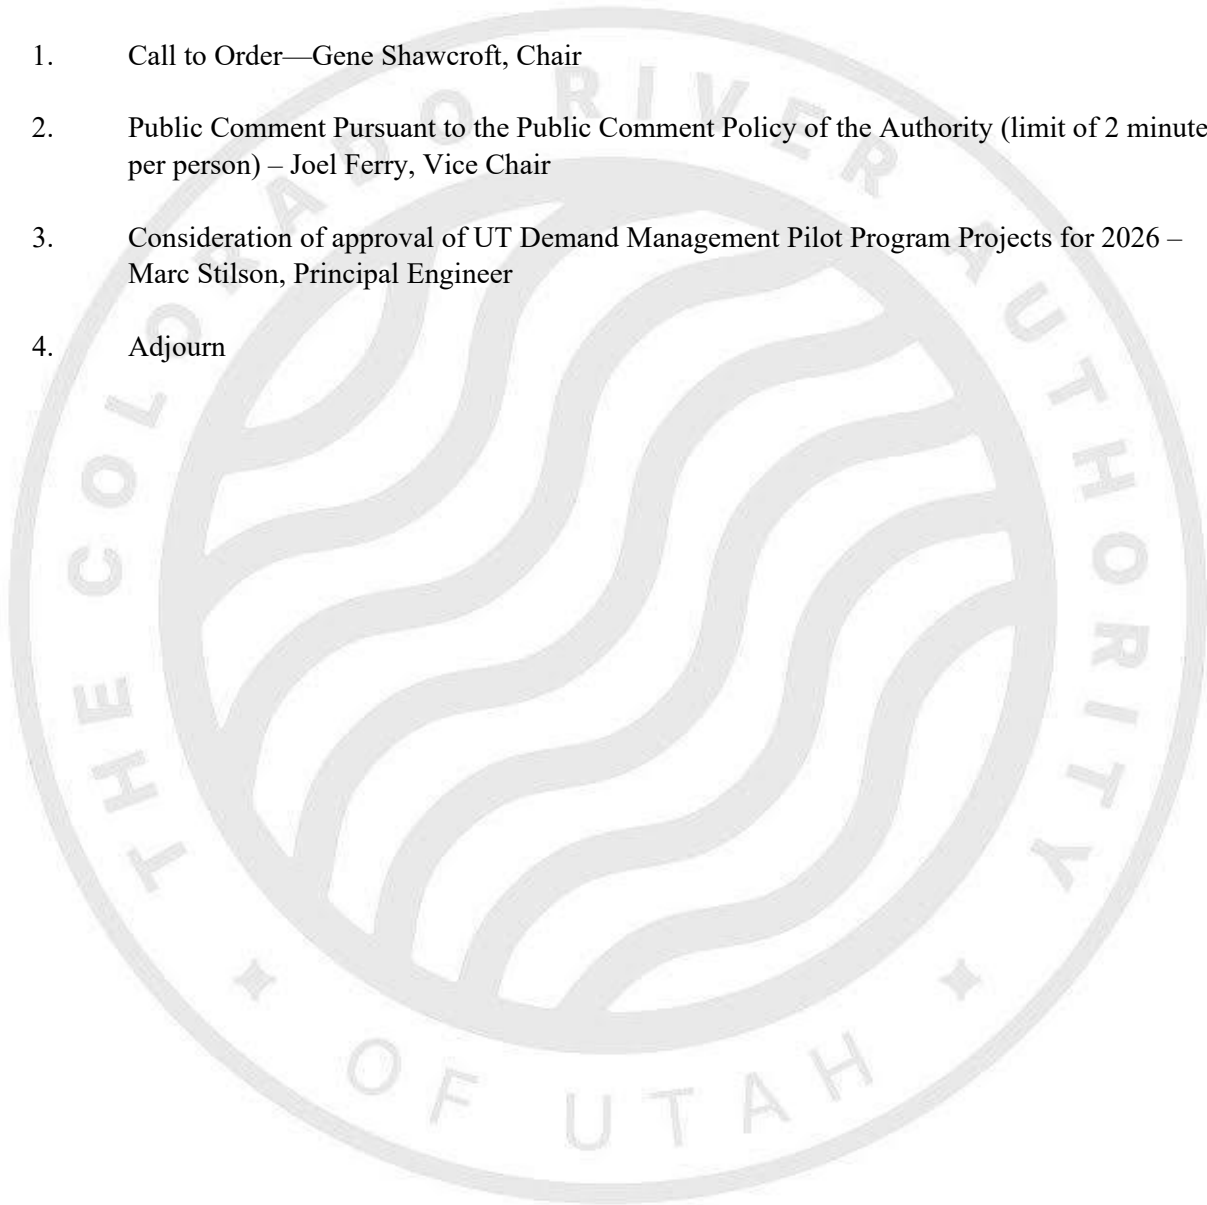 1. Call to Order—Gene Shawcroft, Chair
2. Public Comment Pursuant to the Public Comment Policy of the Authority (limit of 2 minute
per person) – Joel Ferry, Vice Chair
3. Consideration of approval of UT Demand Management Pilot Program Projects for 2026 –
Marc Stilson, Principal Engineer
4. Adjourn
THE COLORADO RIVER AUTHORITY
OF UTAH